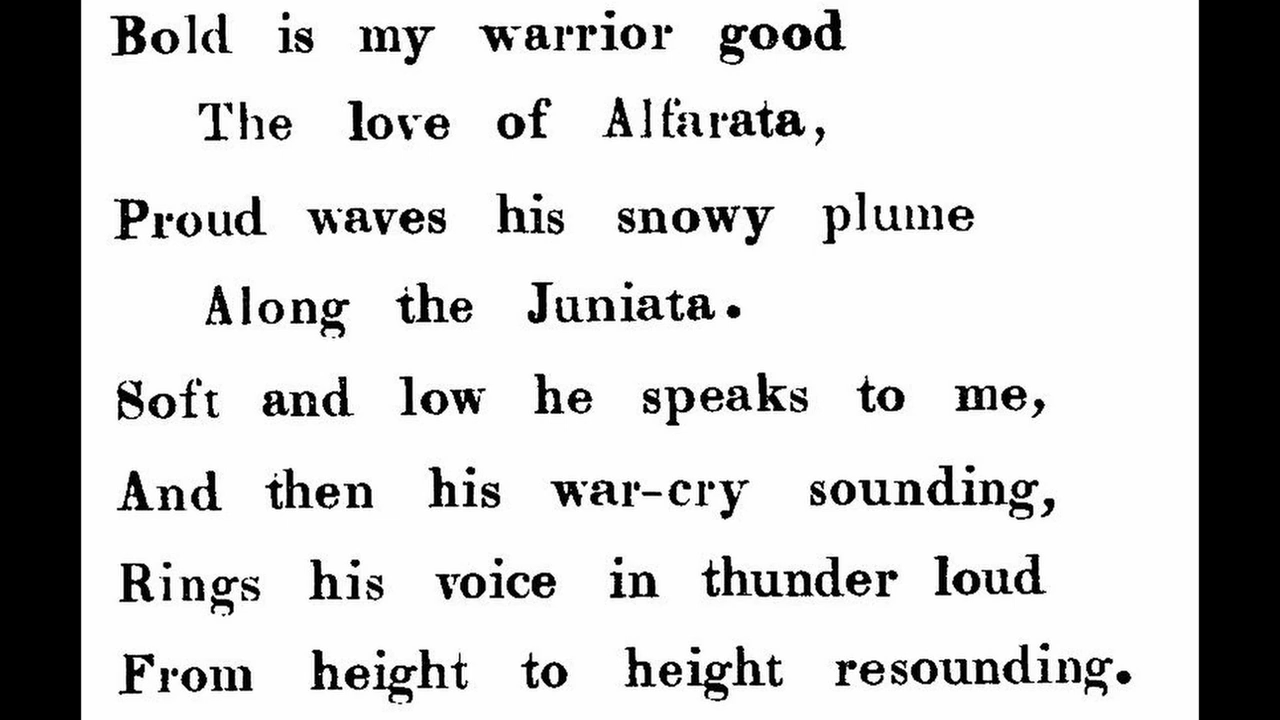 Bold is my warrior good
The love of Alfarata,
Proud waves his snowy plume
Along the Juniata.
Soft and low he speaks to me,
And then his war-cry sounding,
Rings his voice in thunder loud
From height to height resounding.